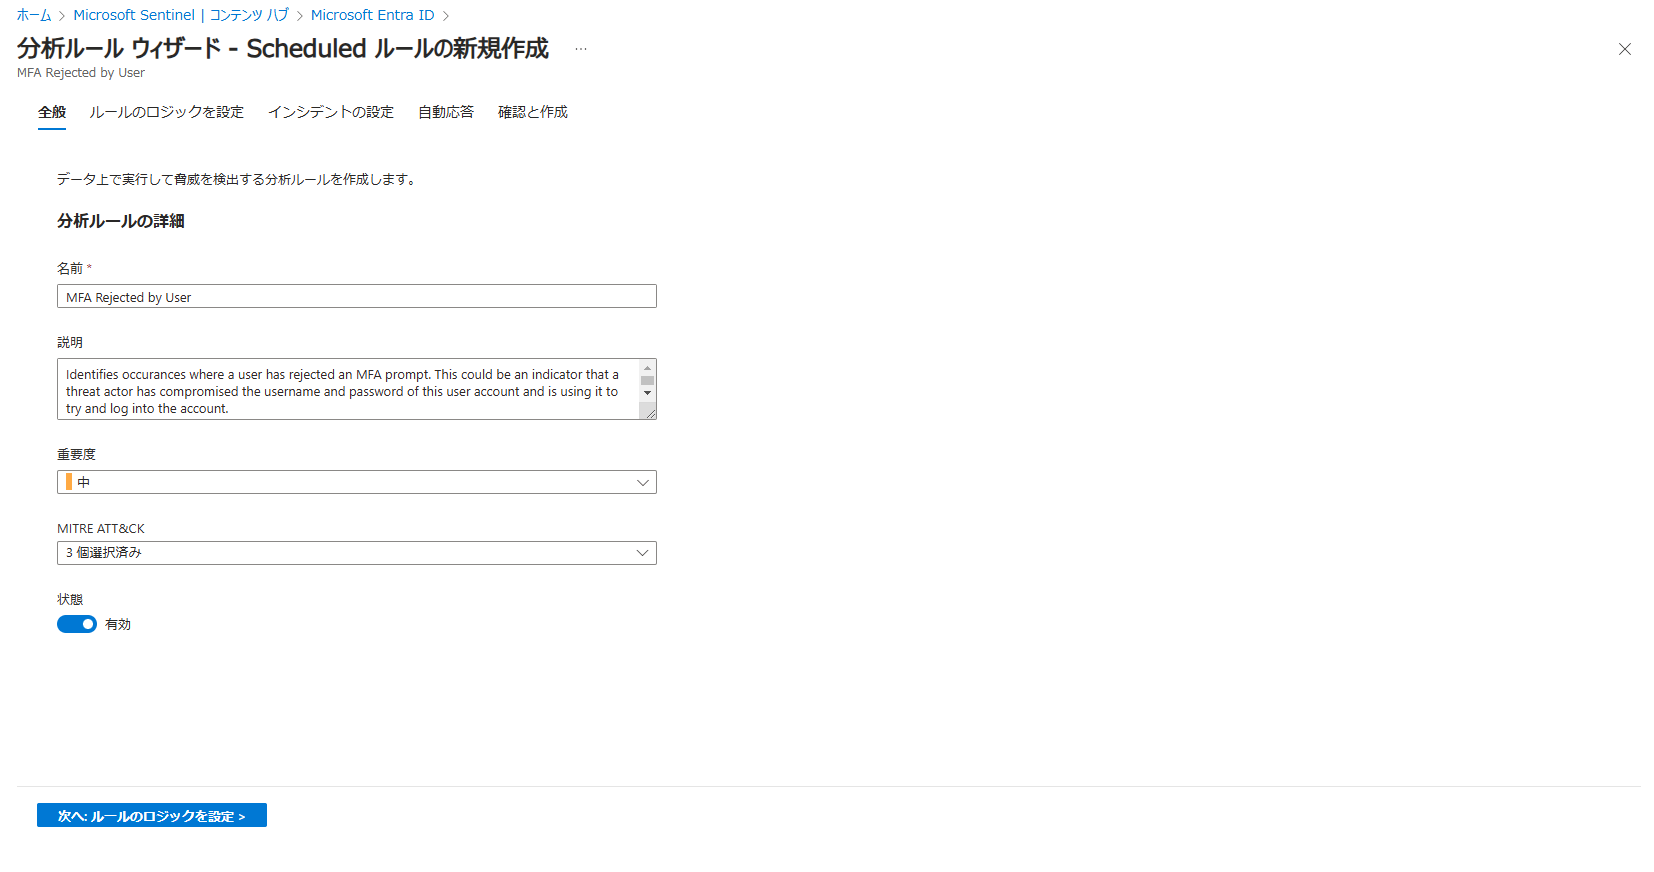 ホーム > Microsoft Sentinel | コンテンツ ハブ > Microsoft Entra ID >
分析ルール ウィザード - Scheduled ルールの新規作成 …
MFA Rejected by User
全般 ルールのロジックを設定 インシデントの設定 自動応答 確認と作成
データ上で実行して脅威を検出する分析ルールを作成します。
分析ルールの詳細
名前 *
MFA Rejected by User
説明
Identifies occurances where a user has rejected an MFA prompt. This could be an indicator that a
threat actor has compromised the username and password of this user account and is using it to
try and log into the account.
重要度
中
MITRE ATT&CK
3 個選択済み
状態
有効
次へ: ルールのロジックを設定 >